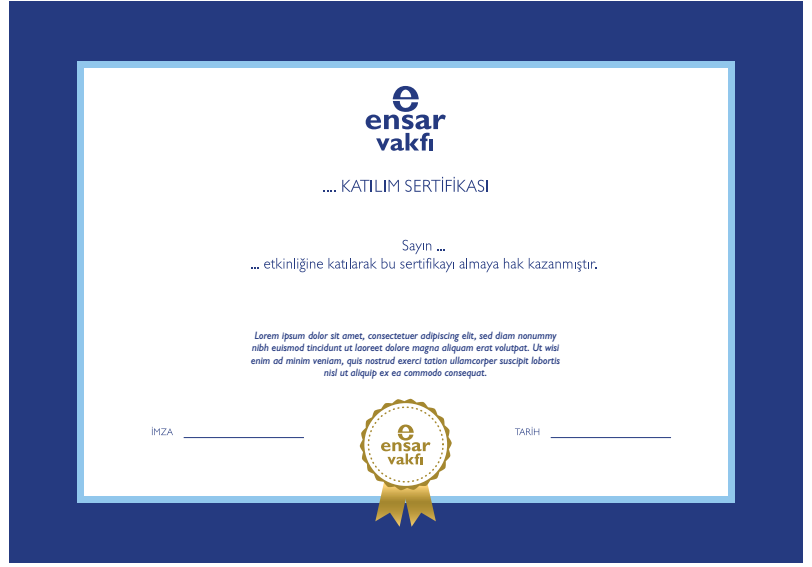 ensar
vakfı
.... KATILIM SERTİFİKASI
Sayın ...
... etkinliğine katılarak bu sertifikayı almaya hak kazanmıştır.
Lorem ipsum dolor sit amet, consectetuer adipiscing elit, sed diam nonummy
nibh euismod tincidunt ut laoreet dolore magna aliquam erat volutpat. Ut wisi
enim ad minim veniam, quis nostrud exerci tation ullamcorper suscipit lobortis
nisl ut aliquip ex ea commodo consequat.
İMZA
TARİH
ensar
vakfı